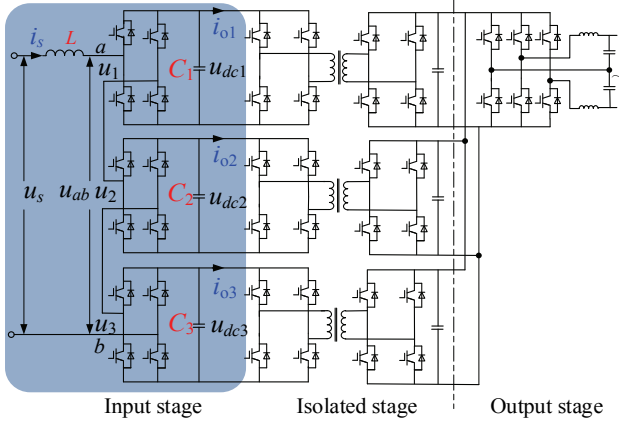 i_s L a
u_1 C_1 u_dc1 i_o1
u_s u_ab u_2 C_2 u_dc2 i_o2
u_3 C_3 u_dc3 i_o3
b
Input stage Isolated stage Output stage